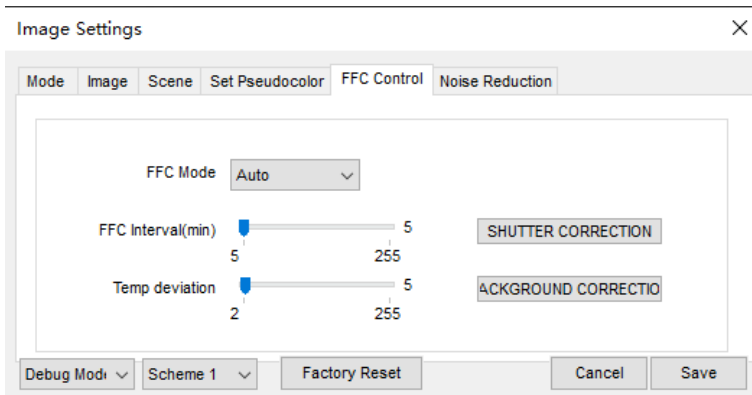 Image Settings
Mode Image Scene Set Pseudocolor FFC Control Noise Reduction
FFC Mode Auto
FFC Interval(min) 5 SHUTTER CORRECTION
5 255
Temp deviation 5 ACKGROUND CORRECTIO
2 255
Debug Mod Scheme 1 Factory Reset Cancel Save